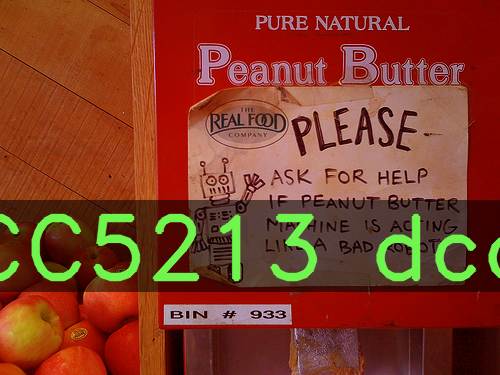 PURE NATURAL
Peanut Butter
THE
REAL FOOD
COMPANY
PLEASE
ASK FOR HELP
IF PEANUT BUTTER
MACHINE IS ACTING
LIKE A BAD ROBOT
CC5213 dcc
BIN # 933